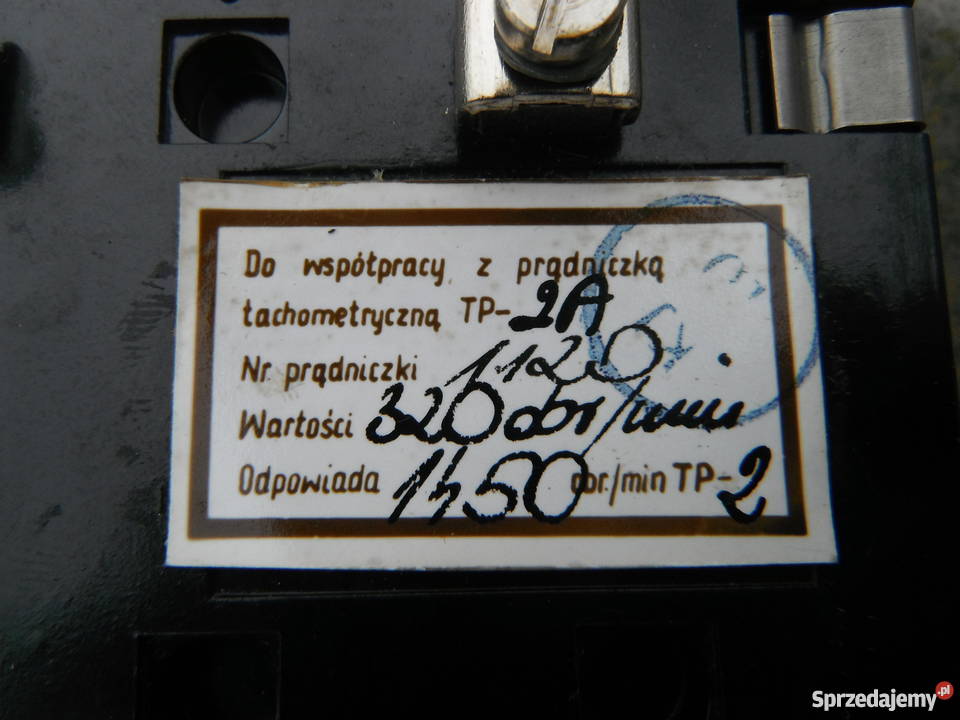 Do współpracy z prądniczką
tachometryczną TP-2A
Nr prądniczki 1120
Wartości 320 obr/min
Odpowiada 1450 obr./min TP-2
Sprzedajemy.pl